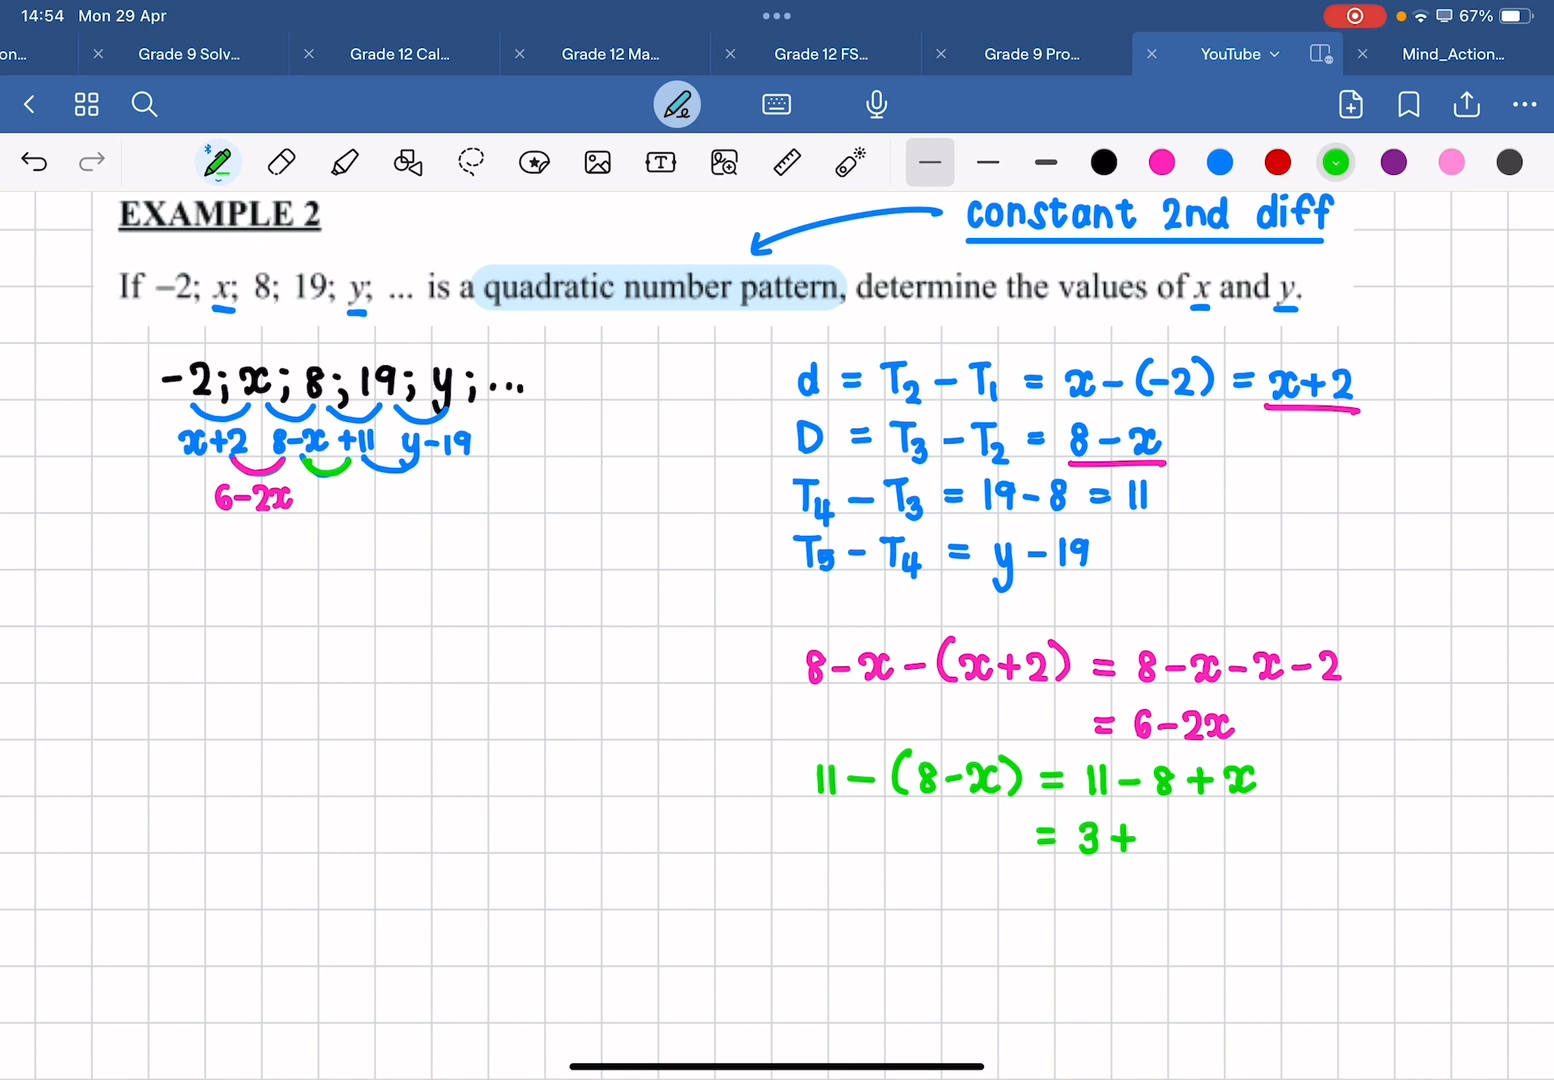 14:54 Mon 29 Apr 67%
on... Grade 9 Solv... Grade 12 Cal... Grade 12 Ma... Grade 12 FS... Grade 9 Pro... YouTube Mind_Action...
EXAMPLE 2
constant 2nd diff
If −2; x; 8; 19; y; ... is a quadratic number pattern, determine the values of x and y.
-2; x; 8; 19; y; ...
x+2 8-x +11 y-19
6-2x
d = T₂ - T₁ = x-(-2) = x+2
D = T₃ - T₂ = 8-x
T₄ - T₃ = 19-8 = 11
T₅ - T₄ = y-19
8-x-(x+2) = 8-x-x-2
= 6-2x
11-(8-x) = 11-8+x
= 3+